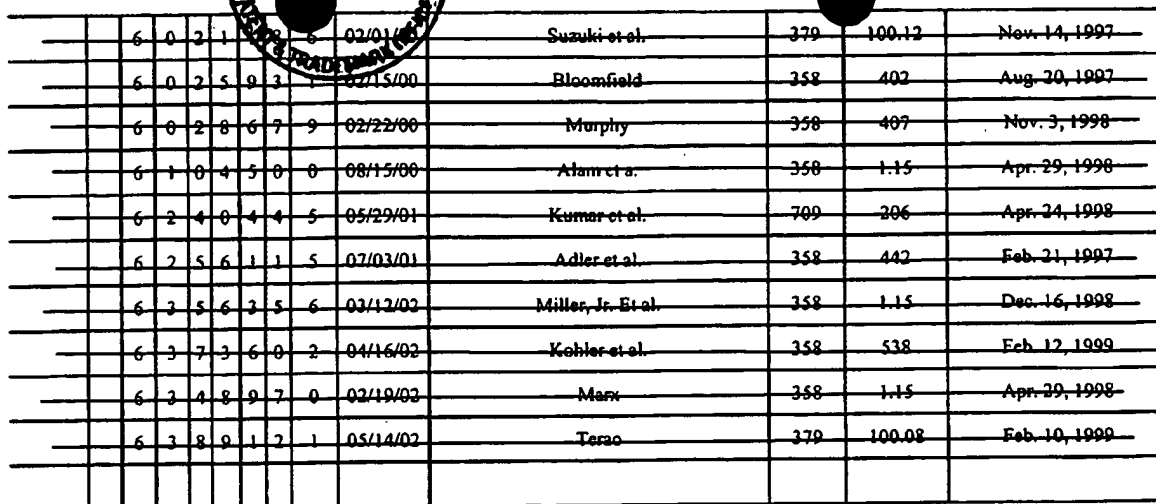 6 0 2 1 8 6 02/01/ Suzuki et al. 379 100.12 Nov. 14, 1997
& TRADEMARK
6 0 2 5 9 3 1 02/15/00 Bloomfield 358 402 Aug. 20, 1997
6 0 2 8 6 7 9 02/22/00 Murphy 358 407 Nov. 3, 1998
6 1 0 4 5 0 0 08/15/00 Alam et a. 358 1.15 Apr. 29, 1998
6 2 4 0 4 4 5 05/29/01 Kumar et al. 709 206 Apr. 24, 1998
6 2 5 6 1 1 5 07/03/01 Adler et al. 358 442 Feb. 21, 1997
6 3 5 6 3 5 6 03/12/02 Miller, Jr. Et al. 358 1.15 Dec. 16, 1998
6 3 7 3 6 0 2 04/16/02 Kohler et al. 358 538 Feb. 12, 1999
6 3 4 8 9 7 0 02/19/02 Marx 358 1.15 Apr. 29, 1998
6 3 8 9 1 2 1 05/14/02 Terao 379 100.08 Feb. 10, 1999